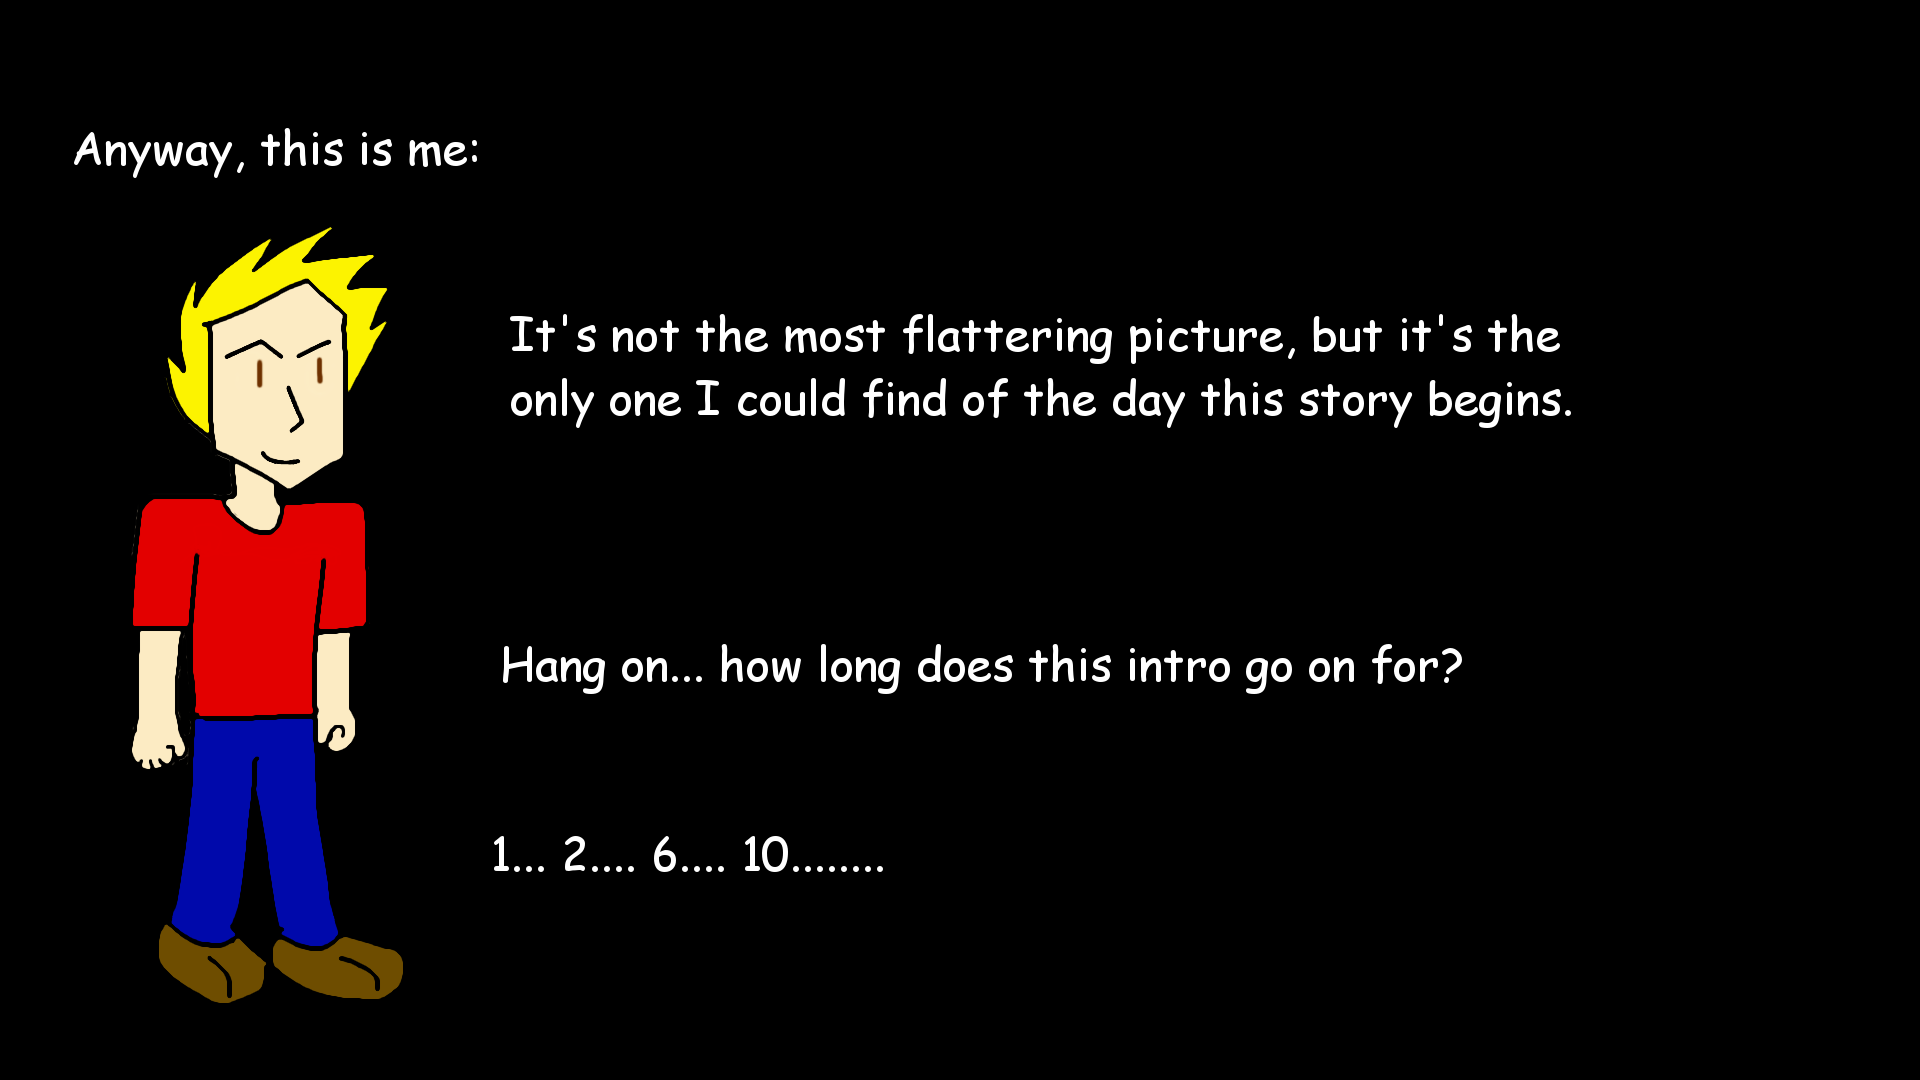 Anyway, this is me:
It's not the most flattering picture, but it's the
only one I could find of the day this story begins.
Hang on... how long does this intro go on for?
1... 2.... 6.... 10........